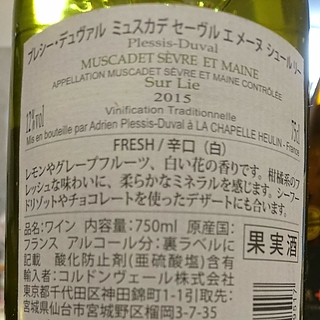 プレシー・デュヴァル ミュスカデ セーヴル エ メーヌ シュール リー
Plessis-Duval
MUSCADET SÈVRE ET MAINE
APPELLATION MUSCADET SÈVRE ET MAINE CONTRÔLÉE
Sur Lie
2015
12%vol
Vinification Traditionnelle
75cl
Mis en bouteille par Adrien Plessis-Duval à LA CHAPELLE HEULIN - France
FRESH / 辛口 (白)
レモンやグレープフルーツ、白い花の香りです。柑橘系のフ
レッシュな味わいに、柔らかなミネラルを感じます。シーフー
ドリゾットやチョコレートを使ったデザートにも合います。
品名:ワイン 内容量:750ml 原産国:
フランス アルコール分:裏ラベルに
記載 酸化防止剤(亜硫酸塩)含有
輸入者:コルドンヴェール株式会社
東京都千代田区神田錦町1-1引取先:
宮城県仙台市宮城野区榴岡3-7-35
果実酒